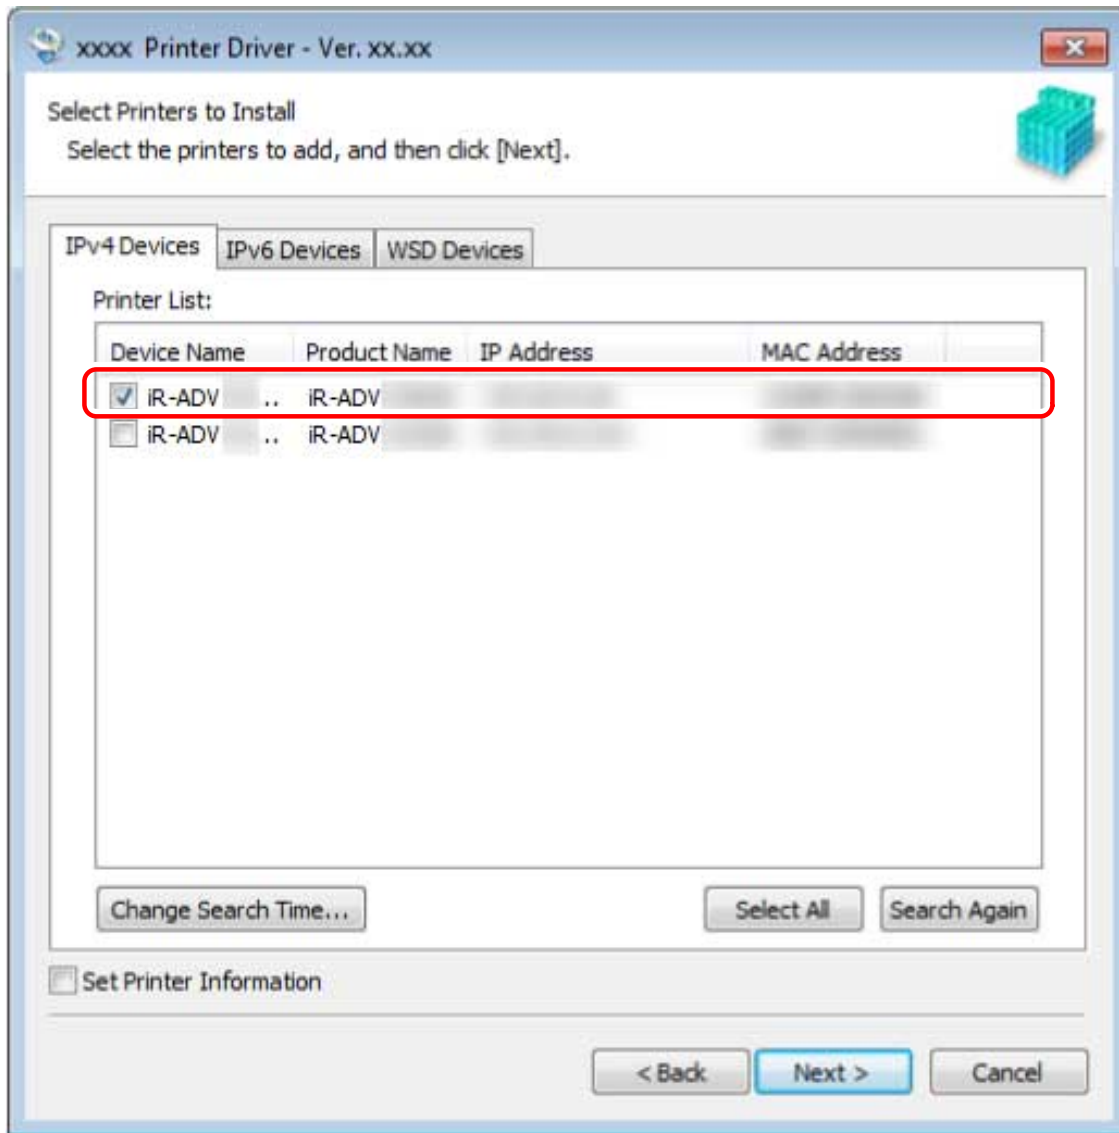 xxxx Printer Driver - Ver. xx.xx
Select Printers to Install
Select the printers to add, and then click [Next].
IPv4 Devices IPv6 Devices WSD Devices
Printer List:
Device Name Product Name IP Address MAC Address
iR-ADV .. iR-ADV
iR-ADV .. iR-ADV
Change Search Time... Select All Search Again
Set Printer Information
< Back Next > Cancel